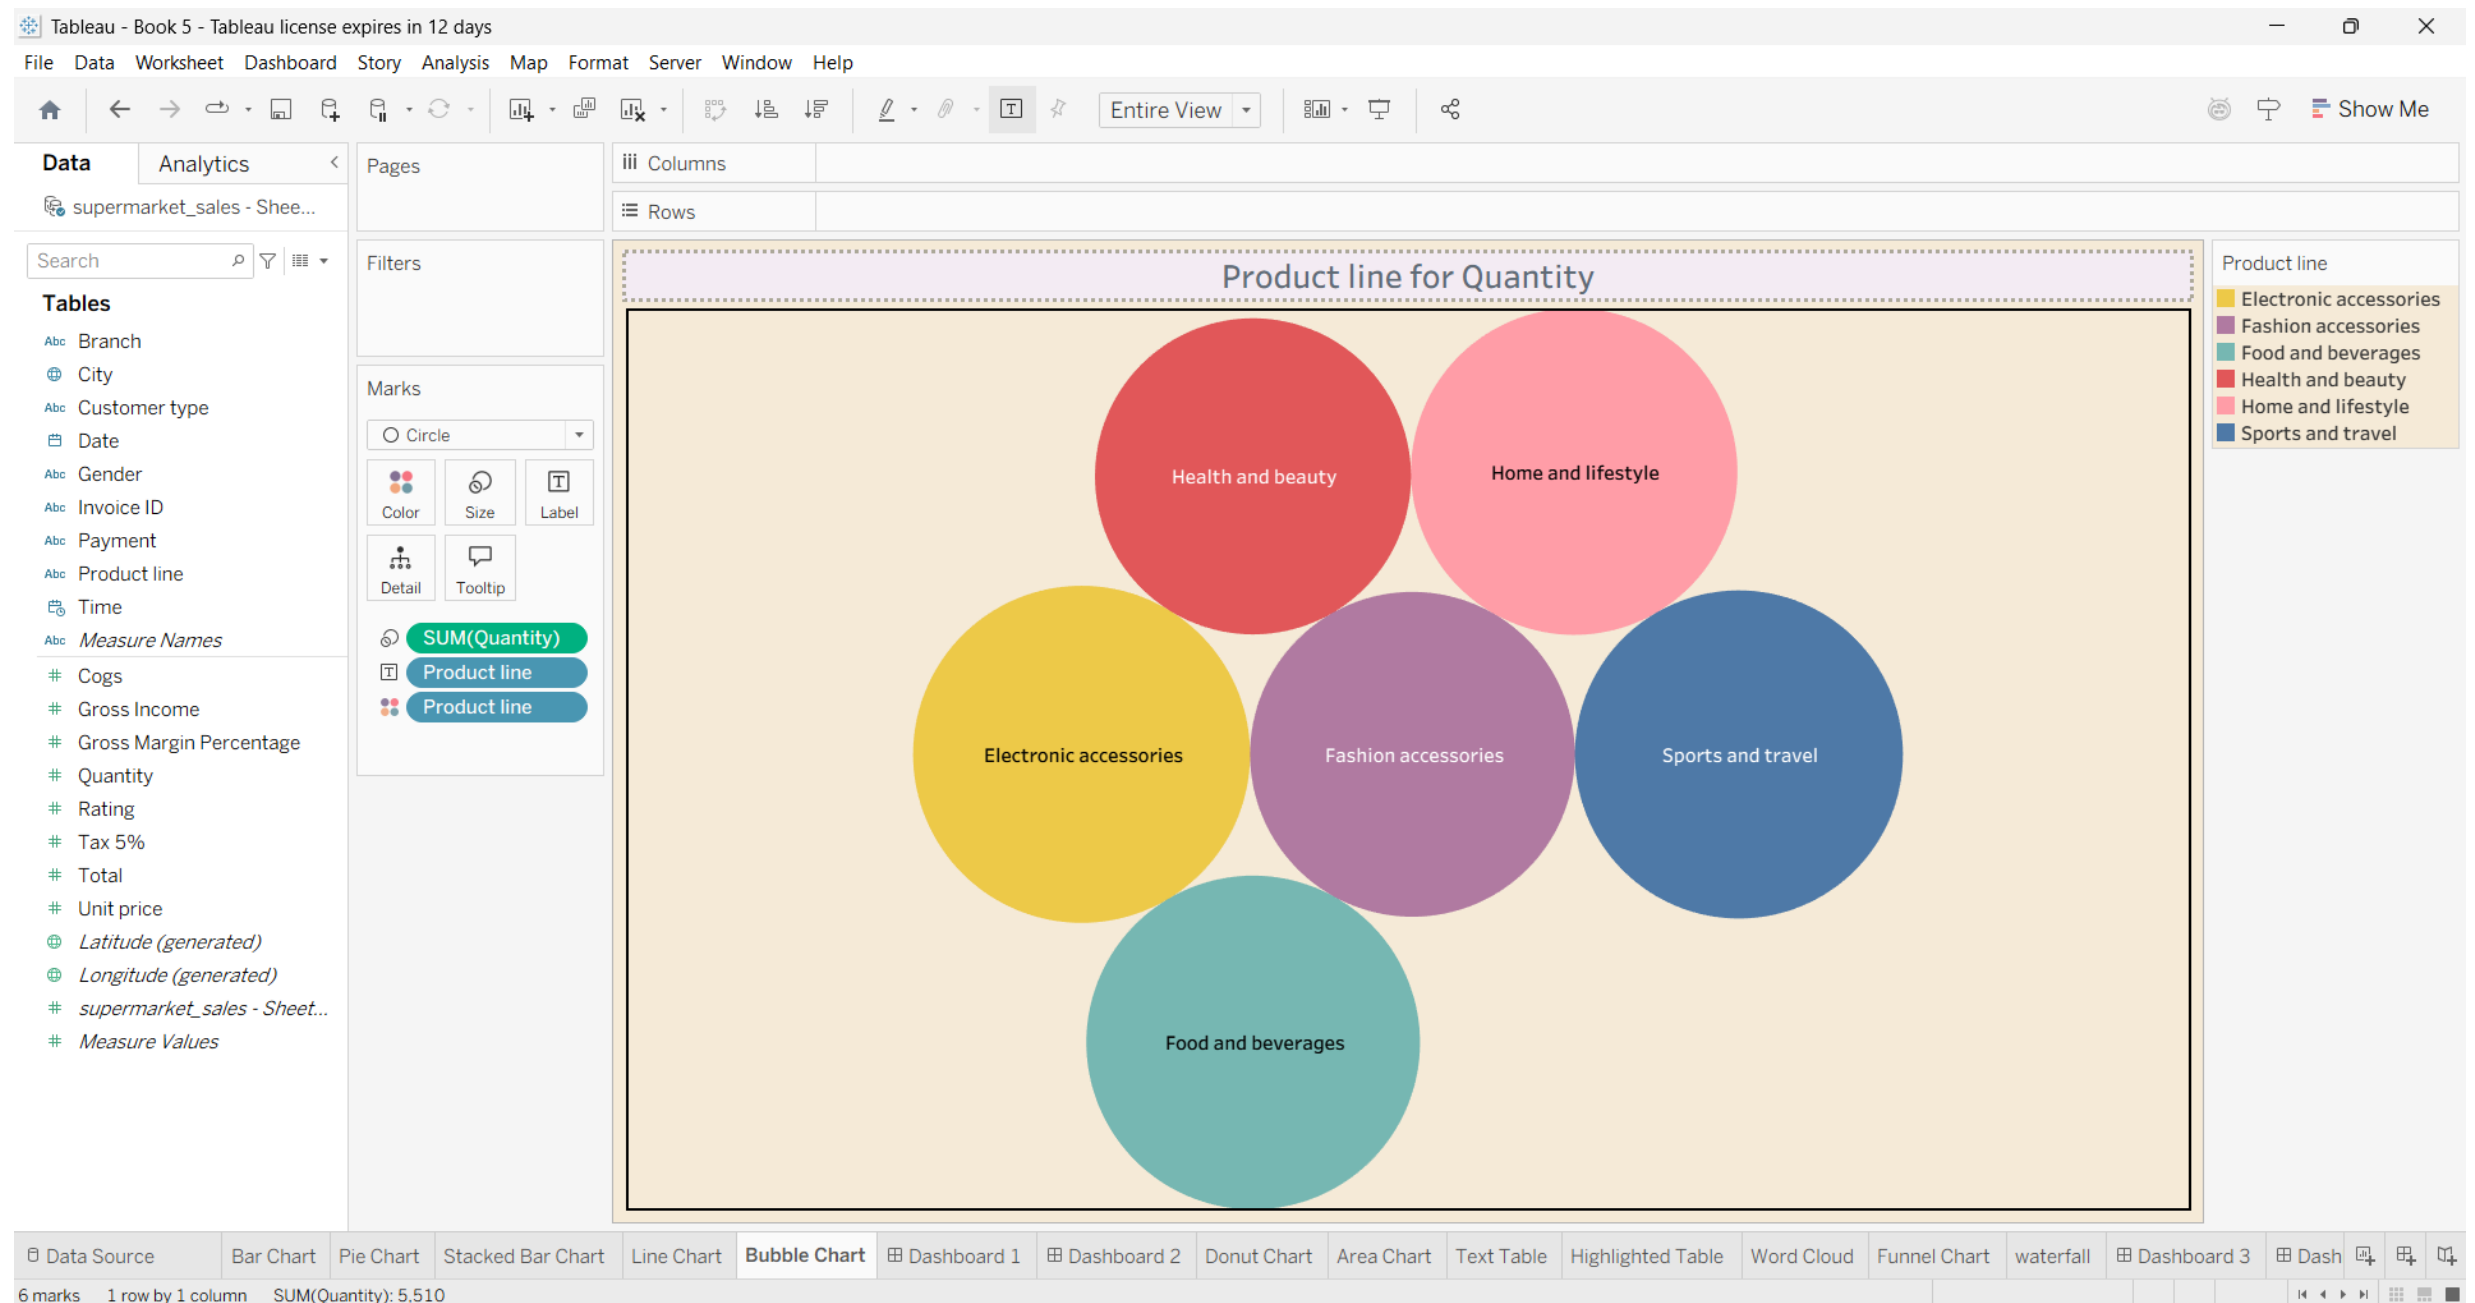 Tableau - Book 5 - Tableau license expires in 12 days
File Data Worksheet Dashboard Story Analysis Map Format Server Window Help
Entire View
Show Me
Data Analytics
supermarket_sales - Shee...
Search
Tables
Abc Branch
City
Abc Customer type
Date
Abc Gender
Abc Invoice ID
Abc Payment
Abc Product line
Time
Abc Measure Names
# Cogs
# Gross Income
# Gross Margin Percentage
# Quantity
# Rating
# Tax 5%
# Total
# Unit price
Latitude (generated)
Longitude (generated)
# supermarket_sales - Sheet...
# Measure Values
Pages
Filters
Marks
Circle
Color Size Label
Detail Tooltip
SUM(Quantity)
Product line
Product line
Columns
Rows
Product line for Quantity
Health and beauty
Home and lifestyle
Electronic accessories
Fashion accessories
Sports and travel
Food and beverages
Product line
Electronic accessories
Fashion accessories
Food and beverages
Health and beauty
Home and lifestyle
Sports and travel
Data Source Bar Chart Pie Chart Stacked Bar Chart Line Chart Bubble Chart Dashboard 1 Dashboard 2 Donut Chart Area Chart Text Table Highlighted Table Word Cloud Funnel Chart waterfall Dashboard 3 Dash
6 marks 1 row by 1 column SUM(Quantity): 5,510